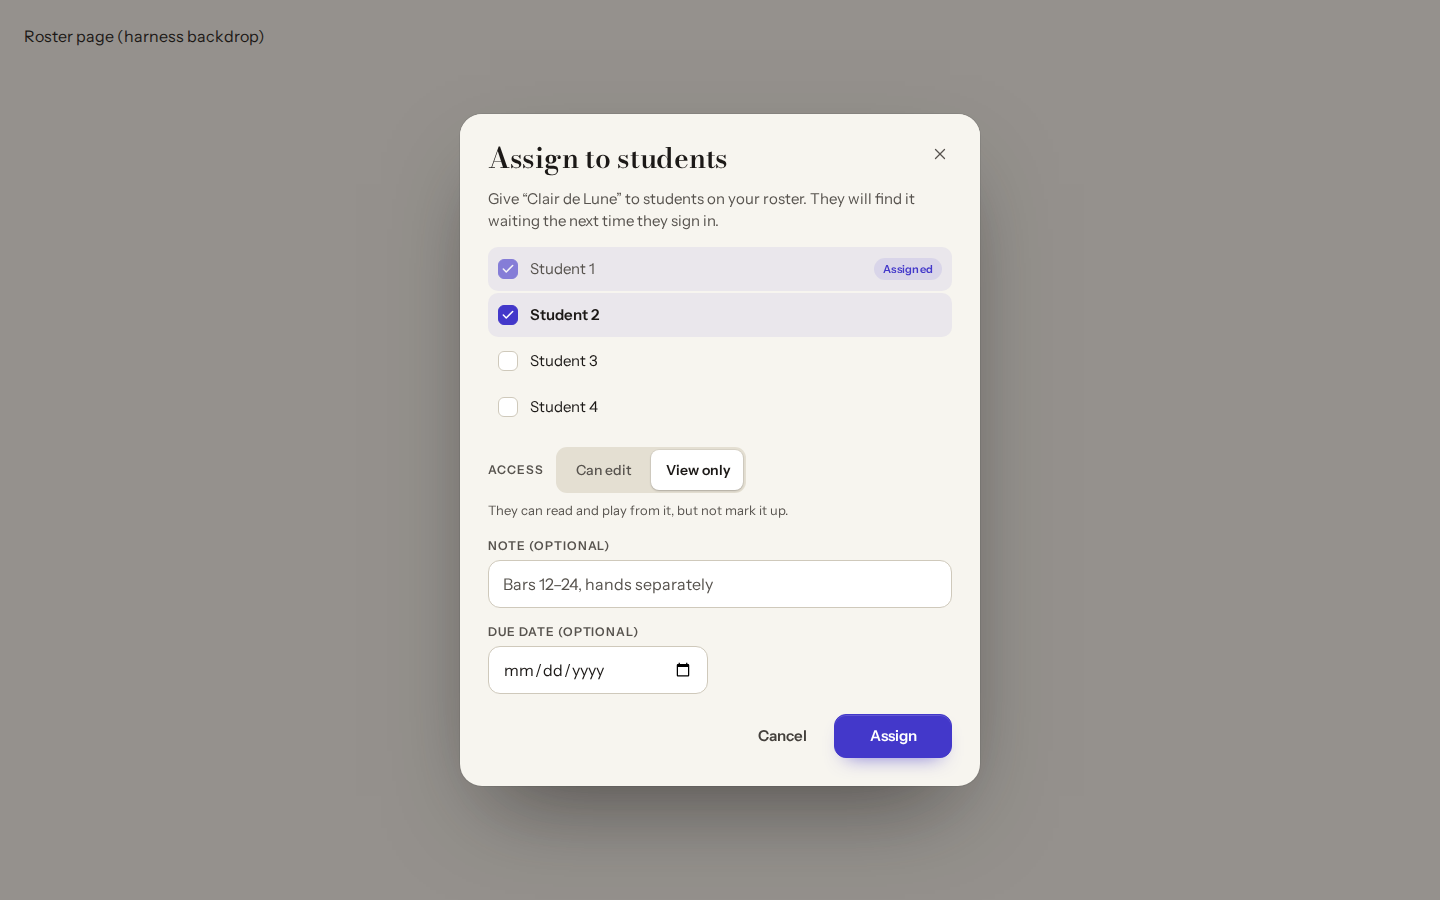 Roster page (harness backdrop)
Assign to students
Give “Clair de Lune” to students on your roster. They will find it
waiting the next time they sign in.
Student 1 Assigned
Student 2
Student 3
Student 4
ACCESS Can edit View only
They can read and play from it, but not mark it up.
NOTE (OPTIONAL)
Bars 12–24, hands separately
DUE DATE (OPTIONAL)
mm/dd/yyyy
Cancel Assign